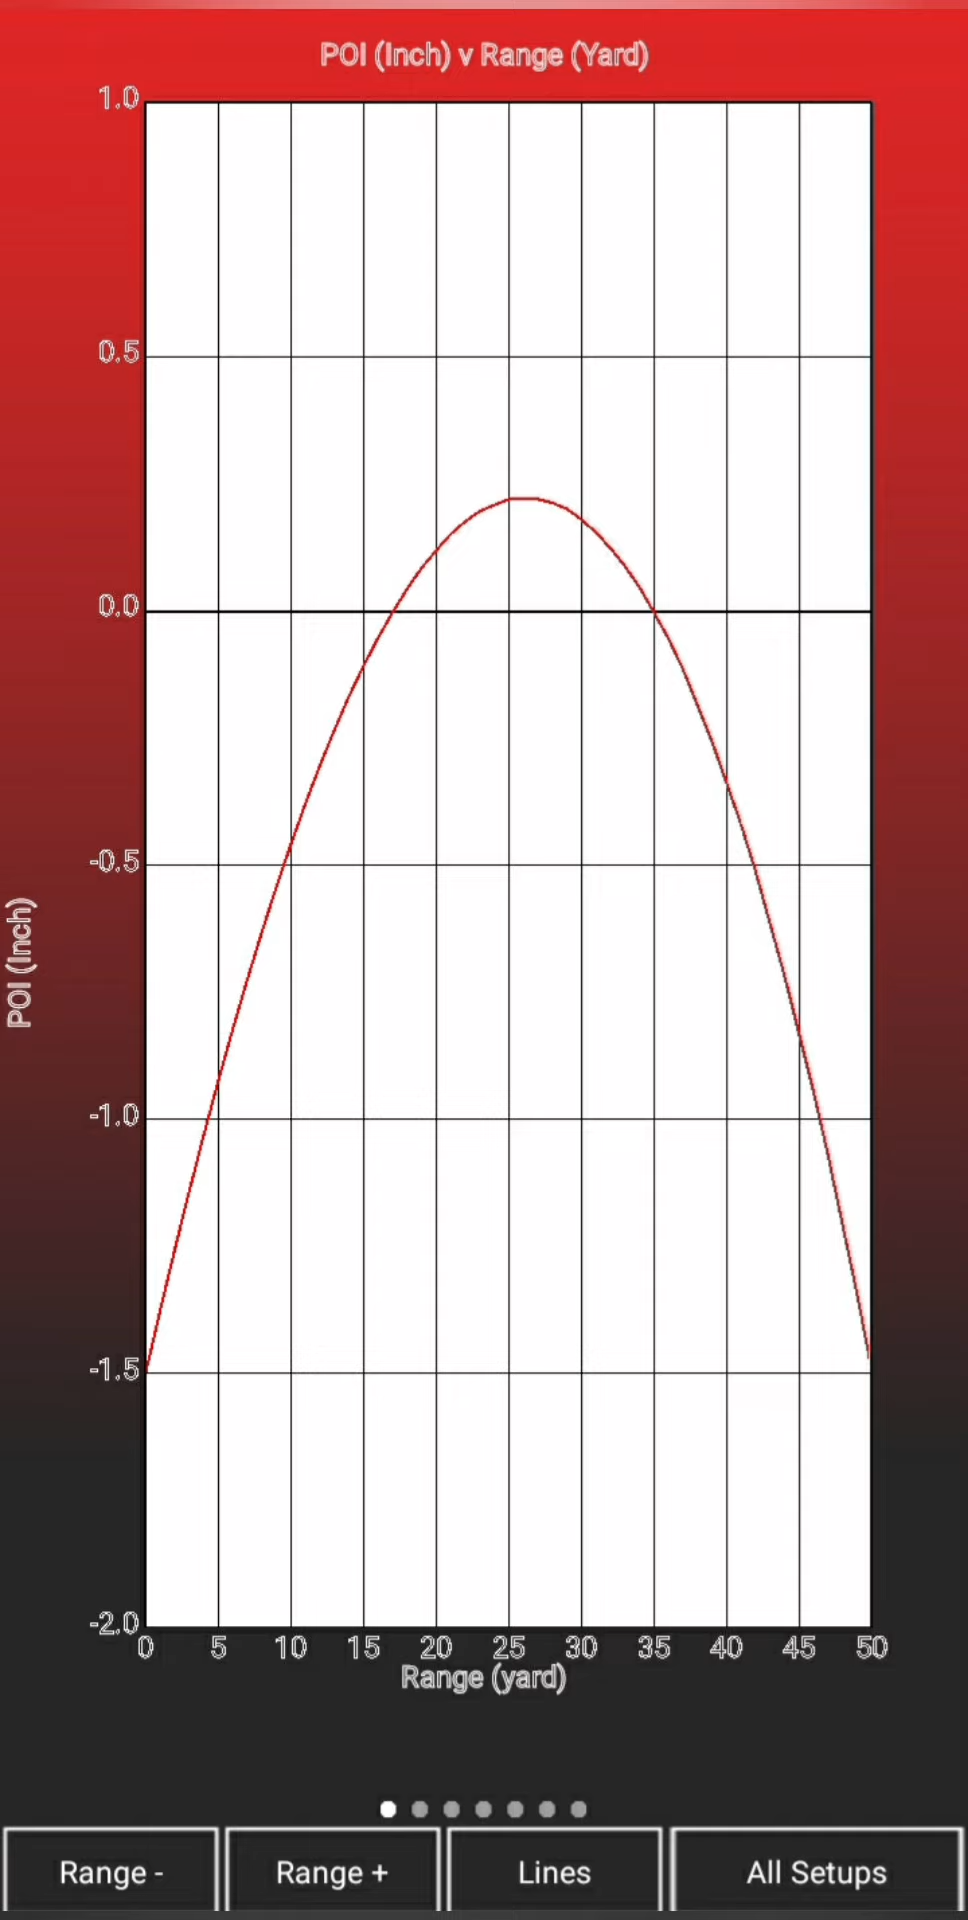 POI (Inch) v Range (Yard)
1.0
0.5
0.0
-0.5
POI (Inch)
-1.0
-1.5
-2.0
0 5 10 15 20 25 30 35 40 45 50
Range (yard)
Range - Range + Lines All Setups